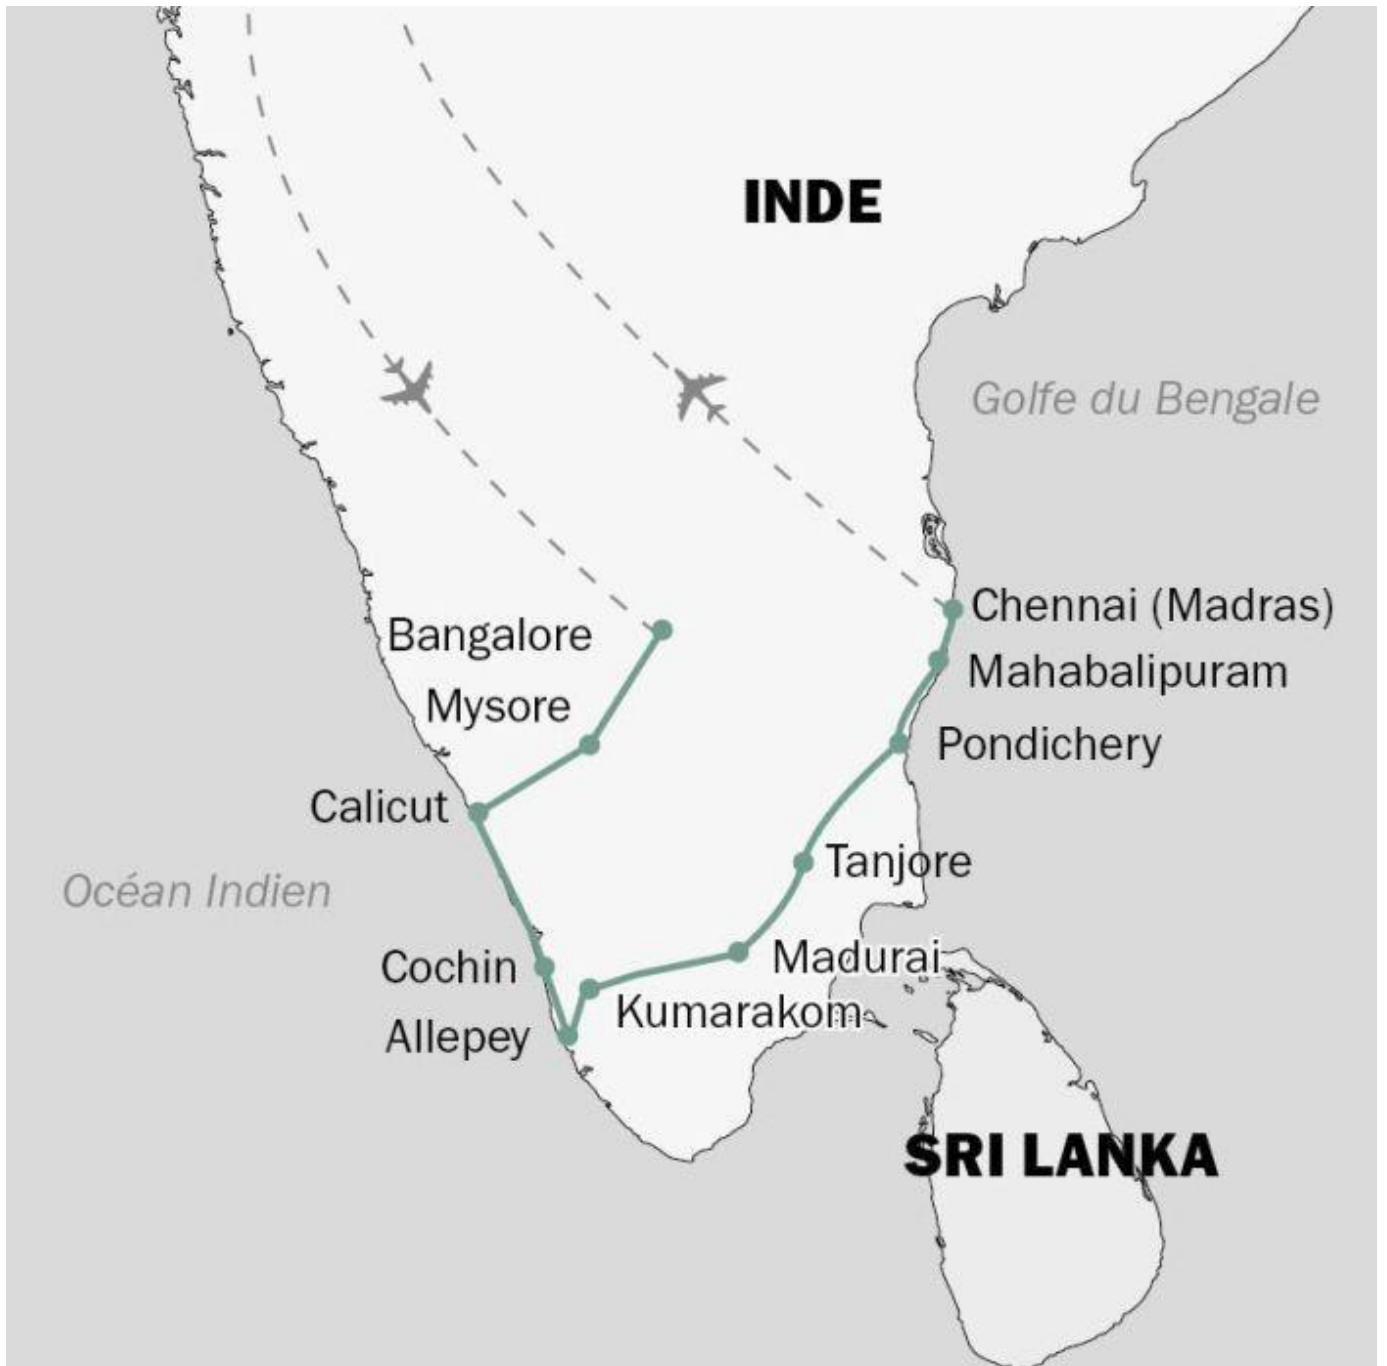 INDE
Golfe du Bengale
Chennai (Madras)
Bangalore
Mahabalipuram
Mysore
Pondichery
Calicut
Tanjore
Océan Indien
Madurai
Cochin
Kumarakom
Allepey
SRI LANKA